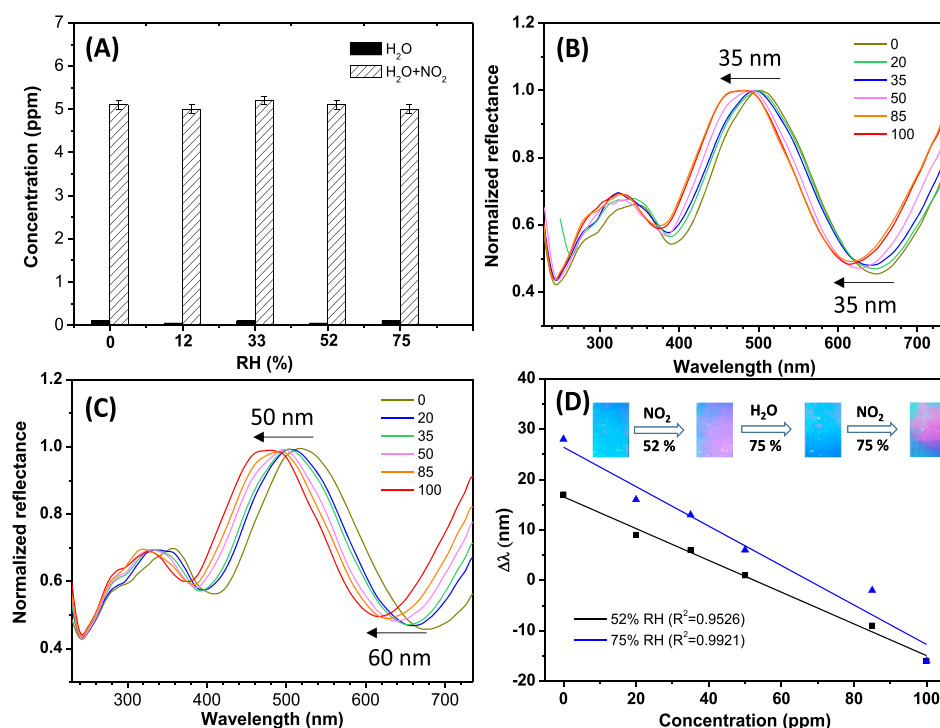 (A)
H2O
H2O+NO2
Concentration (ppm)
7
6
5
4
3
2
1
0
0 12 33 52 75
RH (%)
(B)
35 nm
0
20
35
50
85
100
35 nm
Normalized reflectance
1.2
1.0
0.8
0.6
0.4
300 400 500 600 700
Wavelength (nm)
(C)
50 nm
0
20
35
50
85
100
60 nm
Normalized reflectance
1.2
1.0
0.8
0.6
0.4
300 400 500 600 700
Wavelength (nm)
(D)
NO2 H2O NO2
52 % 75 % 75 %
Δλ (nm)
40
30
20
10
0
-10
-20
52% RH (R2=0.9526)
75% RH (R2=0.9921)
0 20 40 60 80 100
Concentration (ppm)